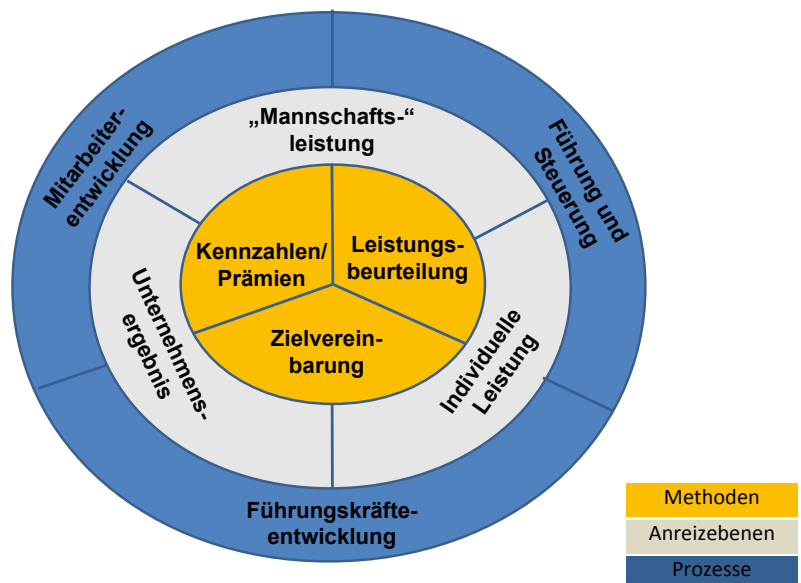 Mitarbeiter-
entwicklung
Führung und
Steuerung
„Mannschafts-“
leistung
Kennzahlen/
Prämien
Leistungs-
beurteilung
Zielverein-
barung
Unternehmens-
ergebnis
Individuelle
Leistung
Führungskräfte-
entwicklung
Methoden
Anreizebenen
Prozesse